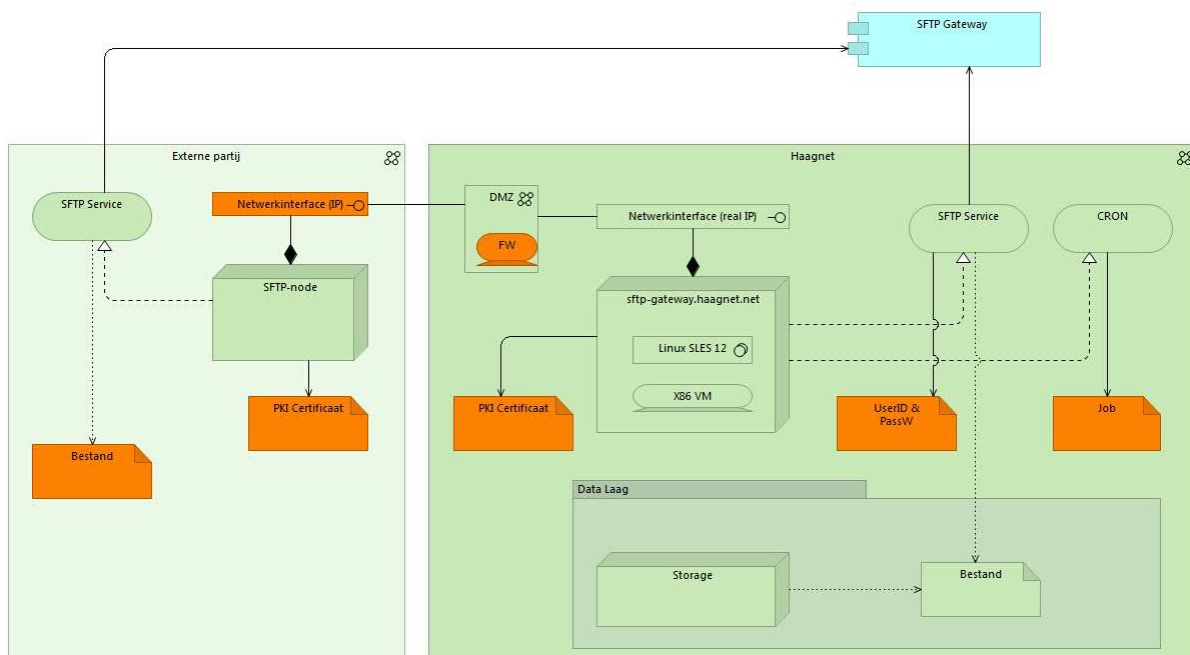 SFTP Gateway
Externe partij
SFTP Service
Netwerkinterface (IP)
SFTP-node
PKI Certificaat
Bestand
Haagnet
DMZ
FW
Netwerkinterface (real IP)
SFTP Service
CRON
sftp-gateway.haagnet.net
Linux SLES 12
X86 VM
PKI Certificaat
UserID &
PassW
Job
Data Laag
Storage
Bestand